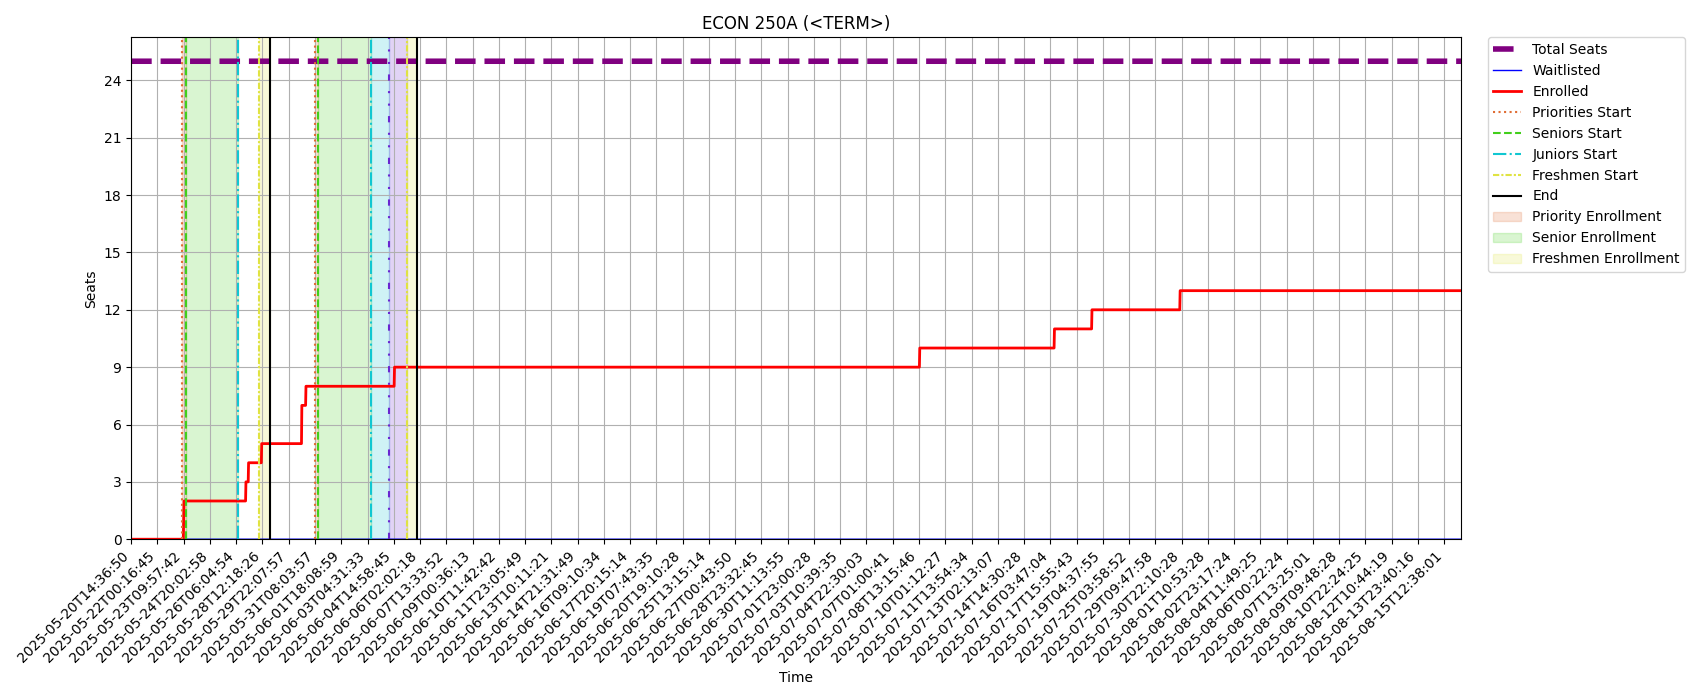 ECON 250A (<TERM>)
Total Seats
Waitlisted
Enrolled
Priorities Start
Seniors Start
Juniors Start
Freshmen Start
End
Priority Enrollment
Senior Enrollment
Freshmen Enrollment
Seats
24
21
18
15
12
9
6
3
0
2025-05-20T14:36:50
2025-05-22T00:16:45
2025-05-23T09:57:42
2025-05-24T20:02:58
2025-05-26T06:04:54
2025-05-28T12:18:26
2025-05-29T22:07:57
2025-05-31T08:03:57
2025-06-01T18:08:59
2025-06-03T04:31:33
2025-06-04T14:58:45
2025-06-06T02:02:18
2025-06-07T13:33:52
2025-06-09T00:36:13
2025-06-10T11:42:42
2025-06-11T23:05:49
2025-06-13T10:11:21
2025-06-14T21:31:49
2025-06-16T09:10:34
2025-06-17T20:15:14
2025-06-19T07:43:35
2025-06-20T19:10:28
2025-06-25T13:15:14
2025-06-27T00:43:50
2025-06-28T23:32:45
2025-06-30T11:13:55
2025-07-01T23:00:28
2025-07-03T10:39:35
2025-07-04T22:30:03
2025-07-07T01:00:41
2025-07-08T13:15:46
2025-07-10T01:12:27
2025-07-11T13:54:34
2025-07-13T02:13:07
2025-07-14T14:30:28
2025-07-16T03:47:04
2025-07-17T15:55:43
2025-07-19T04:37:55
2025-07-25T03:58:52
2025-07-29T09:47:58
2025-07-30T22:10:28
2025-08-01T10:53:28
2025-08-02T23:17:24
2025-08-04T11:49:25
2025-08-06T00:22:24
2025-08-07T13:25:01
2025-08-09T09:48:28
2025-08-10T22:24:25
2025-08-12T10:44:19
2025-08-13T23:40:16
2025-08-15T12:38:01
Time